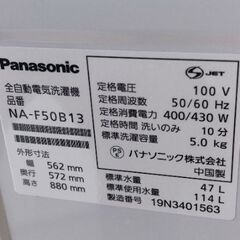 Panasonic
全自動電気洗濯機
品番
NA-F50B13
外形寸法
幅 562 mm
奥行 572 mm
高さ 880 mm
JET
定格電圧 100 V
定格周波数 50/60 Hz
定格消費電力 400/430 W
定格時間 洗いのみ 10 分
標準洗濯容量 5.0 kg
パナソニック株式会社
中国製
標準水量 47 L
標準使用水量 114 L
製造番号 19N3401563